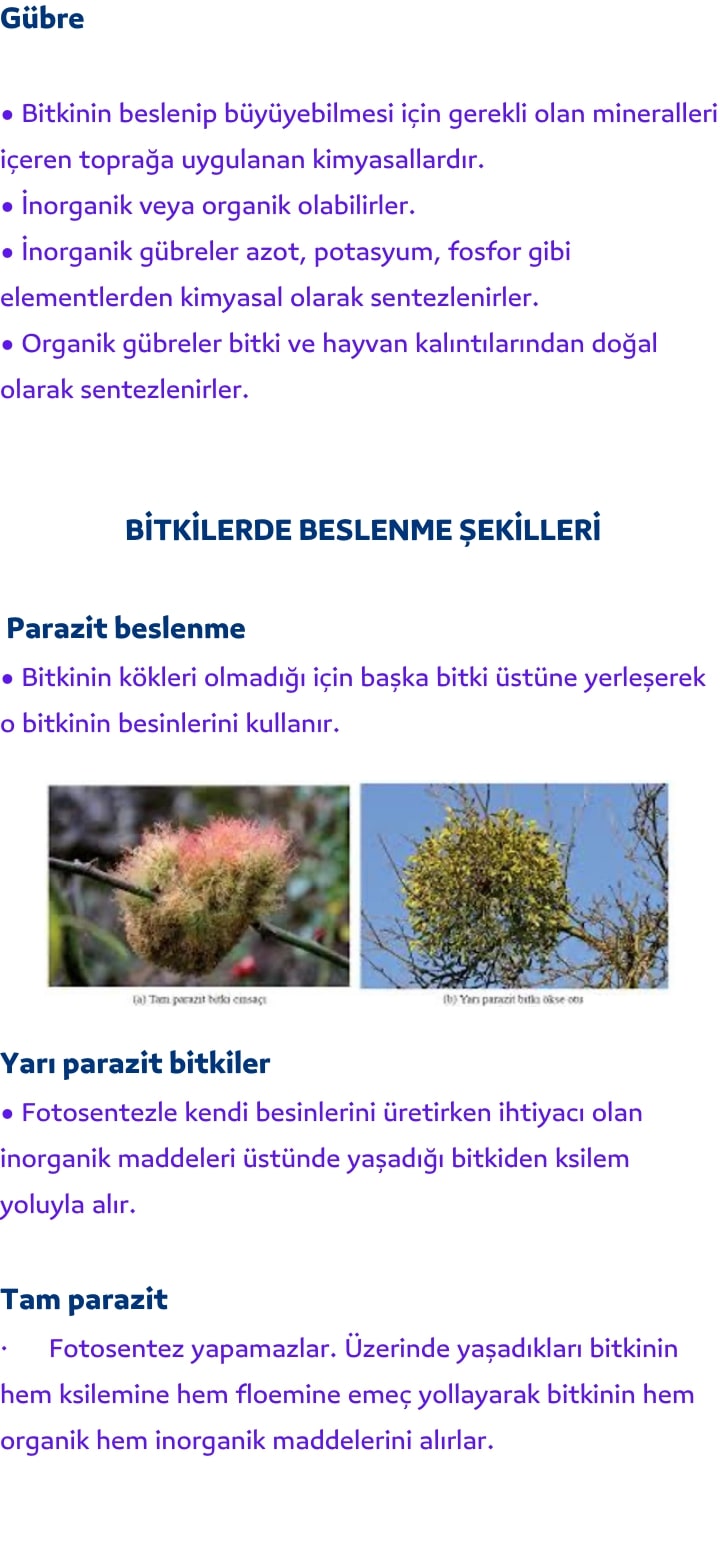 Gübre
● Bitkinin beslenip büyüyebilmesi için gerekli olan mineralleri
içeren toprağa uygulanan kimyasallardır.
● İnorganik veya organik olabilirler.
● İnorganik gübreler azot, potasyum, fosfor gibi
elementlerden kimyasal olarak sentezlenirler.
● Organik gübreler bitki ve hayvan kalıntılarından doğal
olarak sentezlenirler.
BİTKİLERDE BESLENME ŞEKİLLERİ
Parazit beslenme
● Bitkinin kökleri olmadığı için başka bitki üstüne yerleşerek
o bitkinin besinlerini kullanır.
(a) Tam parazit bitki cinsaçı
(b) Yarı parazit bitki ökse otu
Yarı parazit bitkiler
● Fotosentezle kendi besinlerini üretirken ihtiyacı olan
inorganik maddeleri üstünde yaşadığı bitkiden ksilem
yoluyla alır.
Tam parazit
· Fotosentez yapamazlar. Üzerinde yaşadıkları bitkinin
hem ksilemine hem floemine emeç yollayarak bitkinin hem
organik hem inorganik maddelerini alırlar.